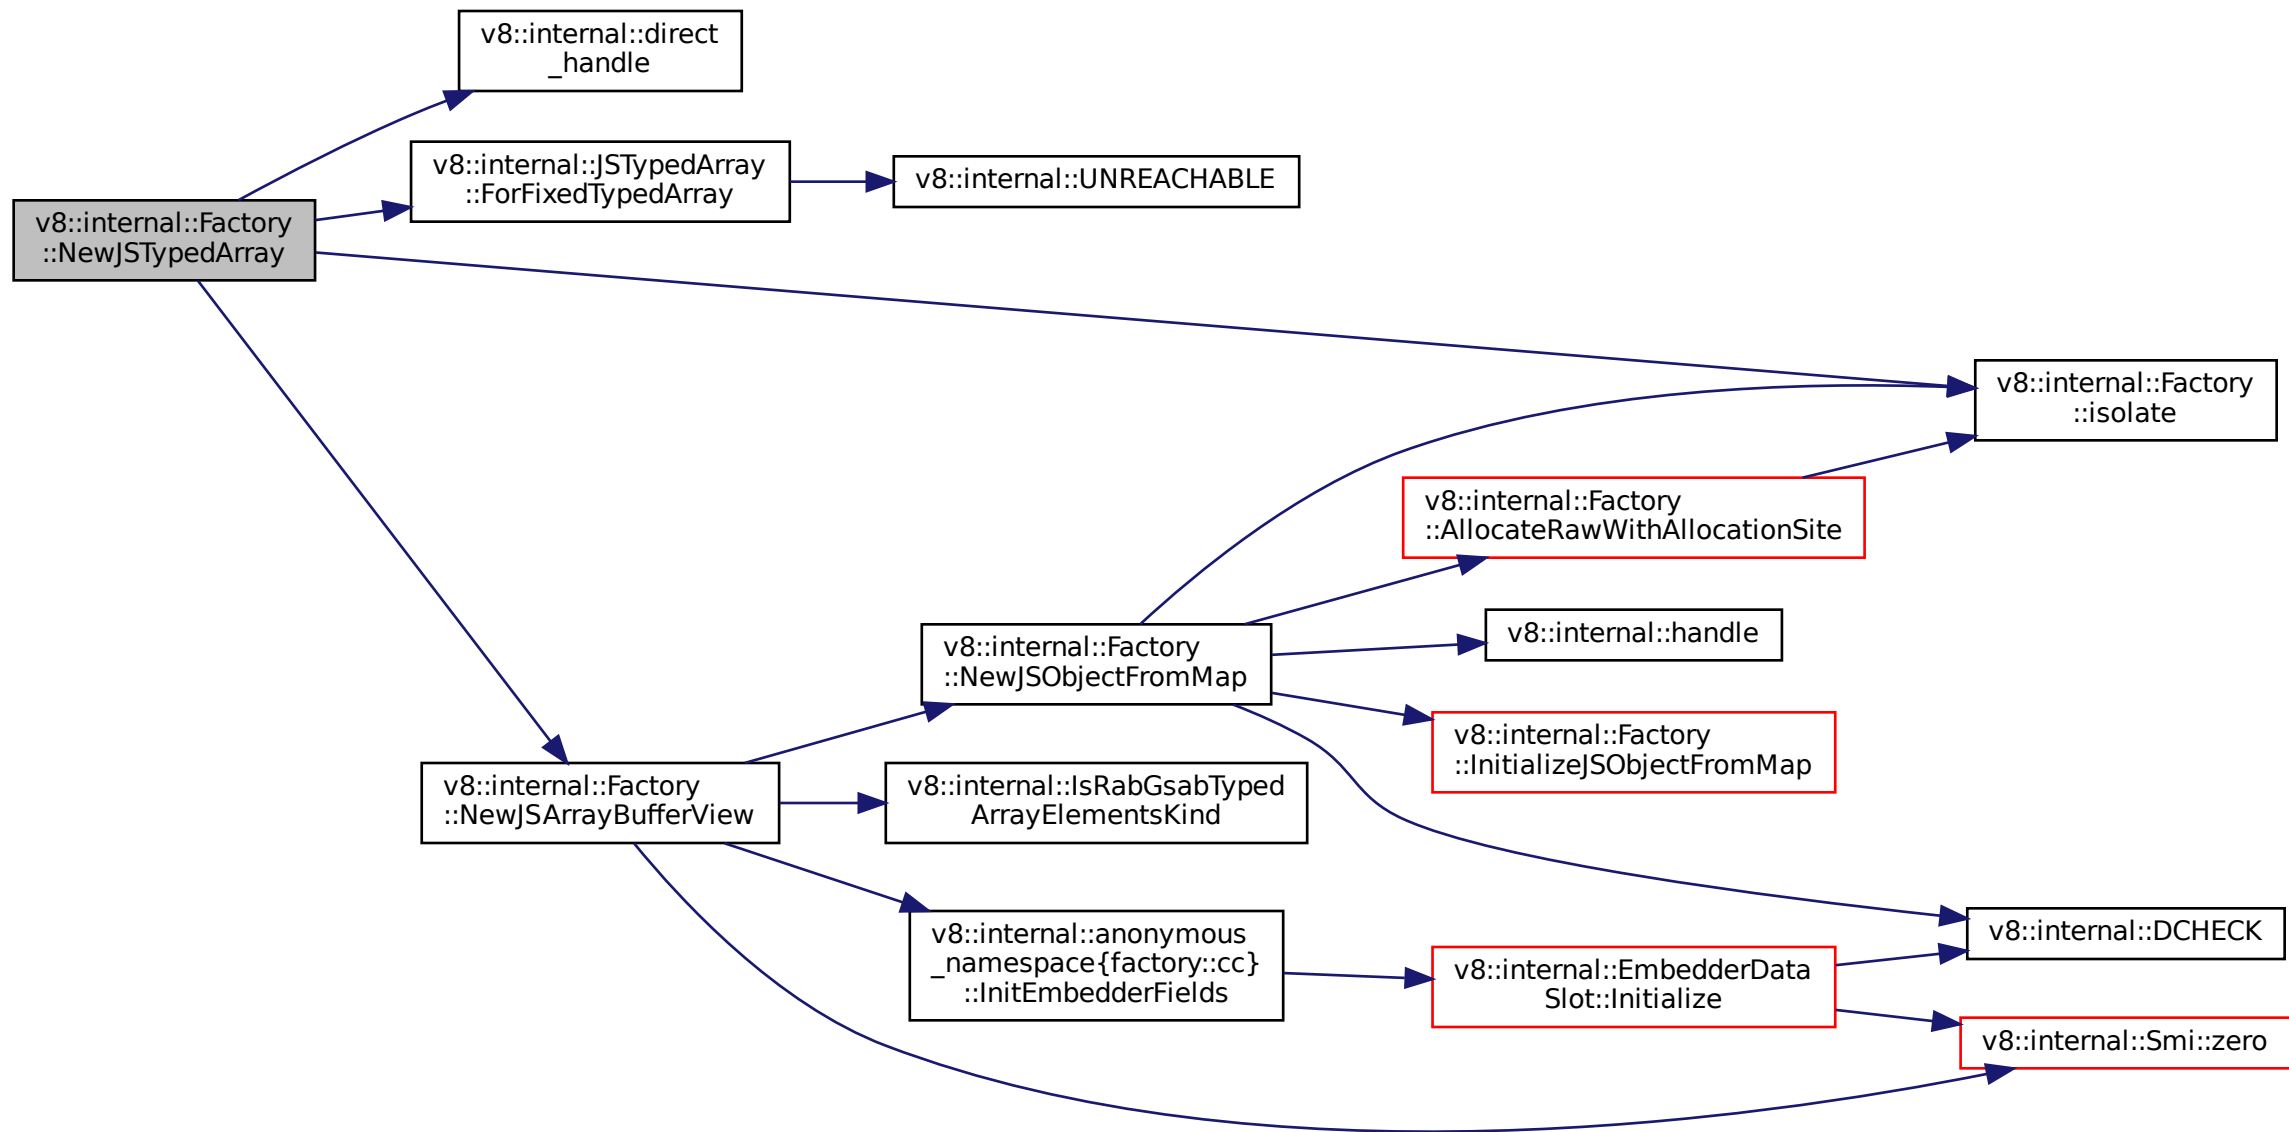 v8::internal::direct
_handle
v8::internal::JSTypedArray
::ForFixedTypedArray
v8::internal::UNREACHABLE
v8::internal::Factory
::NewJSTypedArray
v8::internal::Factory
::isolate
v8::internal::Factory
::AllocateRawWithAllocationSite
v8::internal::handle
v8::internal::Factory
::NewJSObjectFromMap
v8::internal::Factory
::InitializeJSObjectFromMap
v8::internal::Factory
::NewJSArrayBufferView
v8::internal::IsRabGsabTyped
ArrayElementsKind
v8::internal::DCHECK
v8::internal::anonymous
_namespace{factory::cc}
::InitEmbedderFields
v8::internal::EmbedderData
Slot::Initialize
v8::internal::Smi::zero